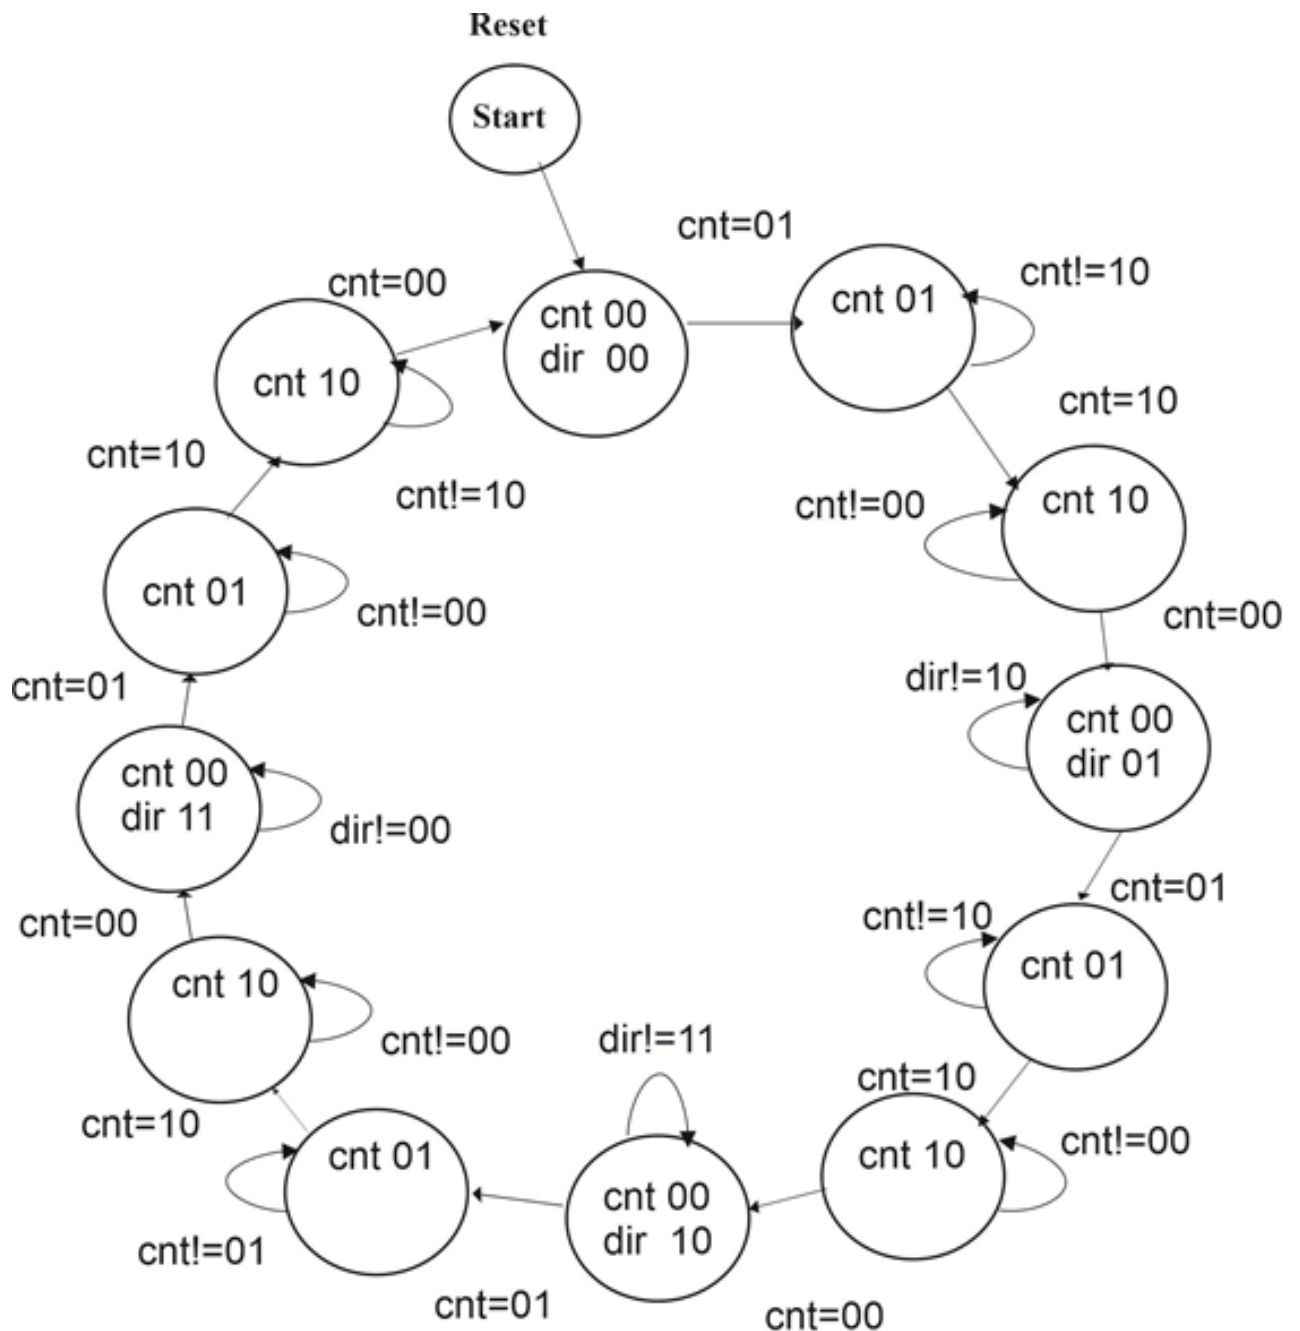 Reset
Start
cnt=01
cnt 00
dir 00
cnt 01
cnt!=10
cnt=10
cnt 10
cnt!=00
cnt=00
dir!=10
cnt 00
dir 01
cnt=01
cnt!=10
cnt 01
cnt=10
cnt 10
cnt!=00
cnt=00
dir!=11
cnt 00
dir 10
cnt=01
cnt 01
cnt!=01
cnt=10
cnt 10
cnt!=00
cnt=00
cnt 00
dir 11
dir!=00
cnt=01
cnt 01
cnt!=00
cnt=10
cnt 10
cnt!=10
cnt=00